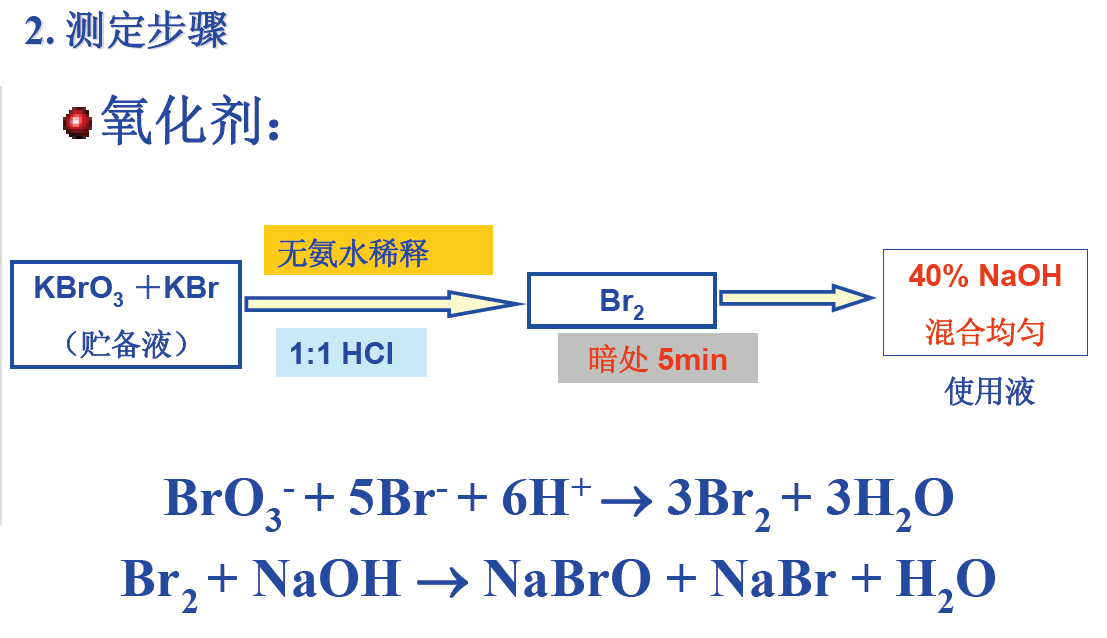 2. 测定步骤
氧化剂：
无氨水稀释
KBrO₃ ＋KBr
（贮备液）
1:1 HCl
Br₂
暗处 5min
40% NaOH
混合均匀
使用液
BrO₃⁻ + 5Br⁻ + 6H⁺ → 3Br₂ + 3H₂O
Br₂ + NaOH → NaBrO + NaBr + H₂O